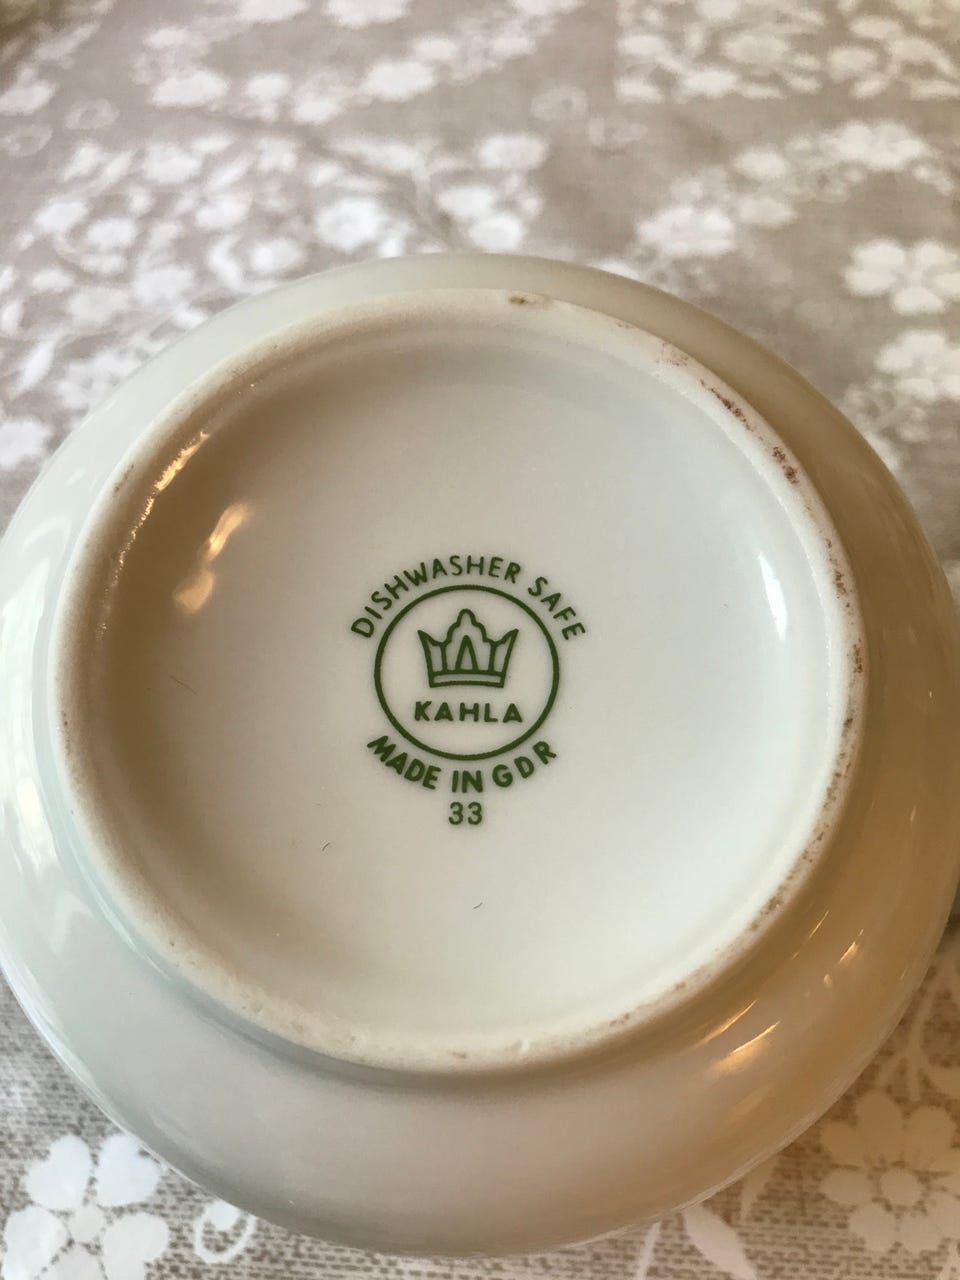 DISHWASHER SAFE
KAHLA
MADE IN GDR
33